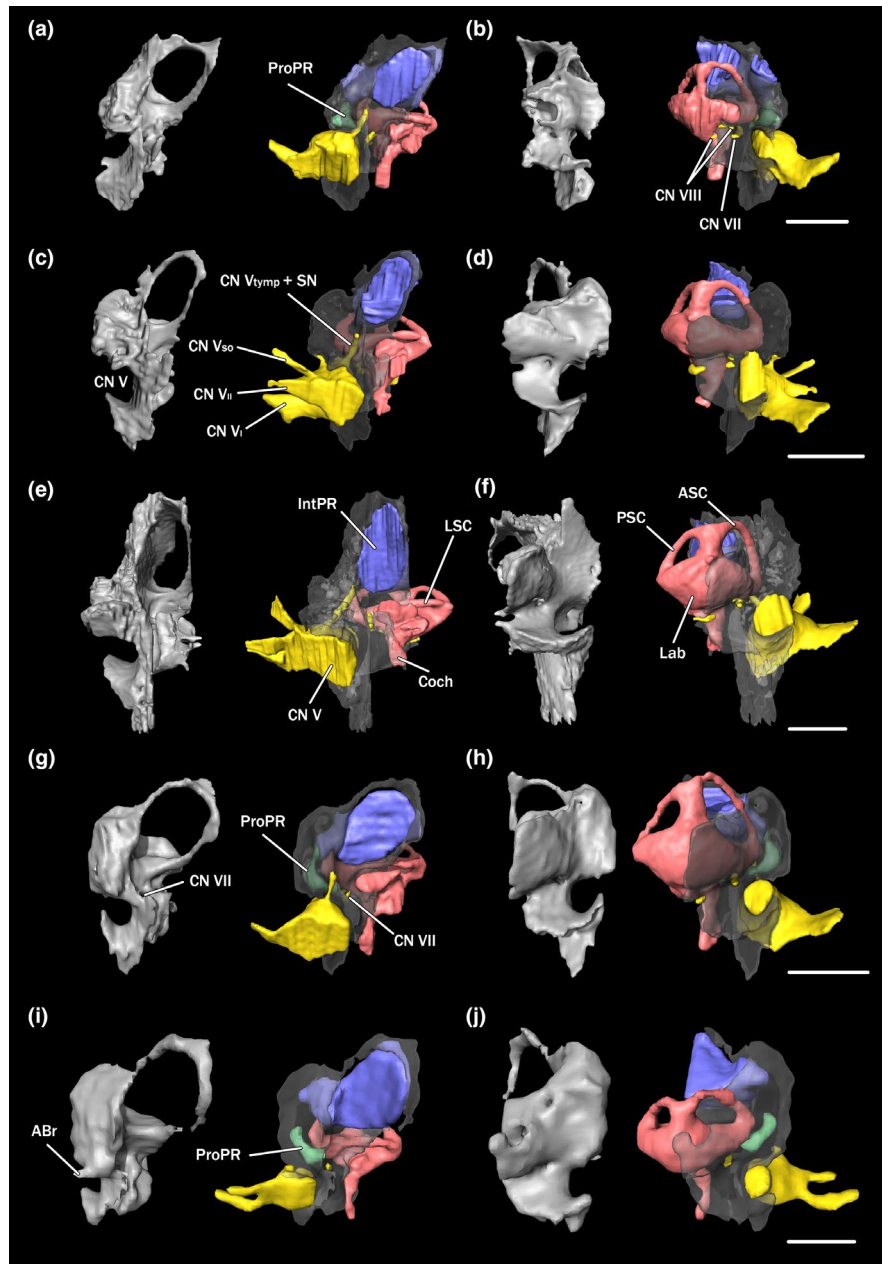 (a)
(b)
ProPR
CN VIII
CN VII
(c)
CN Vtymp + SN
(d)
CN Vso
CN V
CN VII
CN VI
(e)
(f)
IntPR
LSC
PSC
ASC
Lab
Coch
CN V
(g)
(h)
ProPR
CN VII
CN VII
(i)
(j)
ABr
ProPR